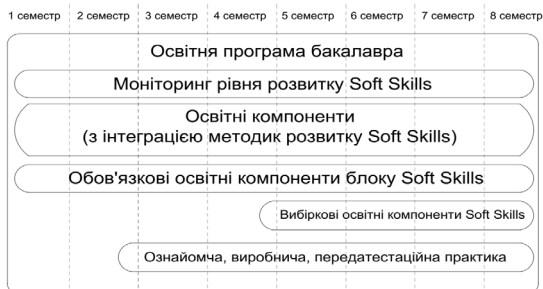 1 семестр 2 семестр 3 семестр 4 семестр 5 семестр 6 семестр 7 семестр 8 семестр
Освітня програма бакалавра
Моніторинг рівня розвитку Soft Skills
Освітні компоненти
(з інтеграцією методик розвитку Soft Skills)
Обов'язкові освітні компоненти блоку Soft Skills
Вибіркові освітні компоненти Soft Skills
Ознайомча, виробнича, передатестаційна практика